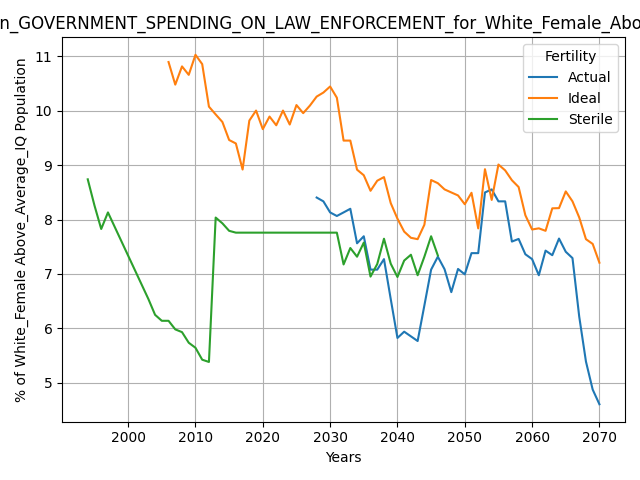 n_GOVERNMENT_SPENDING_ON_LAW_ENFORCEMENT_for_White_Female_Abo
% of White_Female Above_Average_IQ Population
11
10
9
8
7
6
5
Fertility
Actual
Ideal
Sterile
2000 2010 2020 2030 2040 2050 2060 2070
Years